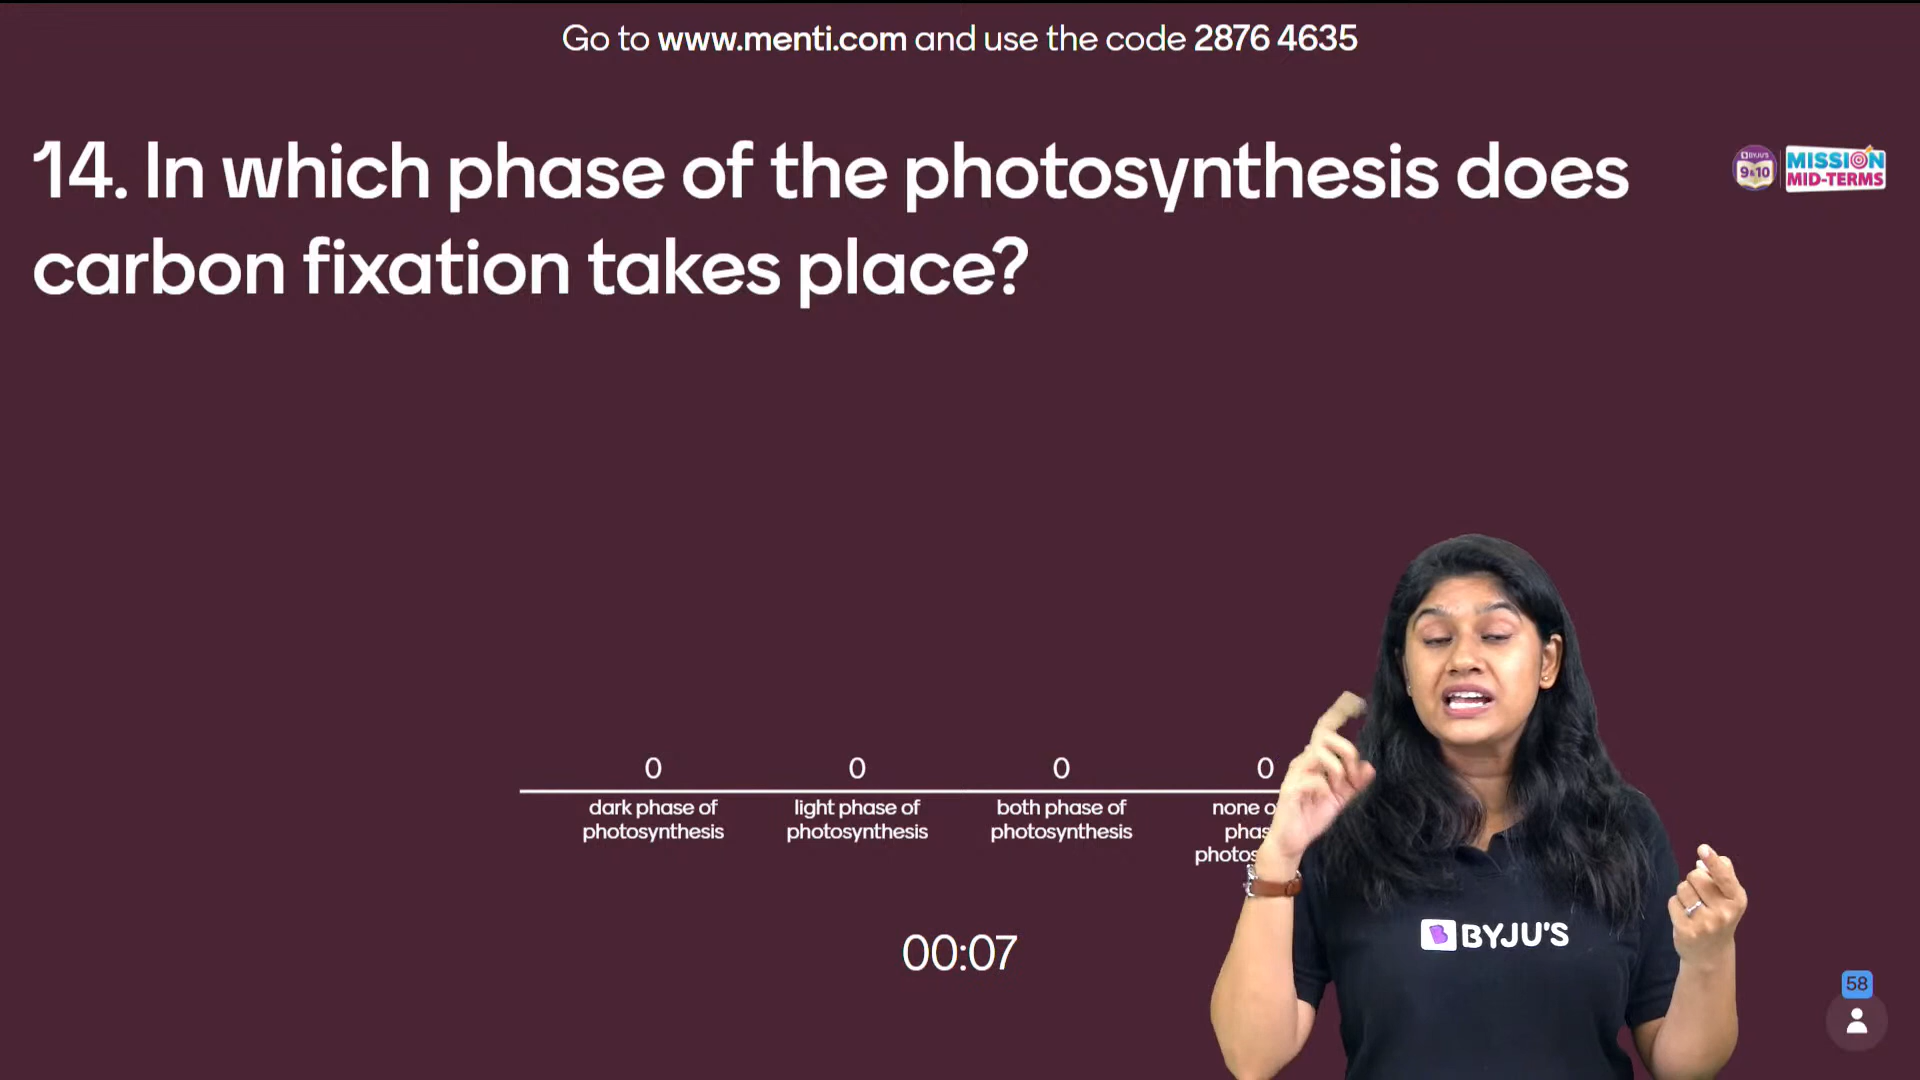 Go to www.menti.com and use the code 2876 4635
14. In which phase of the photosynthesis does
carbon fixation takes place?
BYJU'S
9&10
MISSION
MID-TERMS
0 0 0 0
dark phase of
photosynthesis
light phase of
photosynthesis
both phase of
photosynthesis
none
00:07
BYJU'S
58